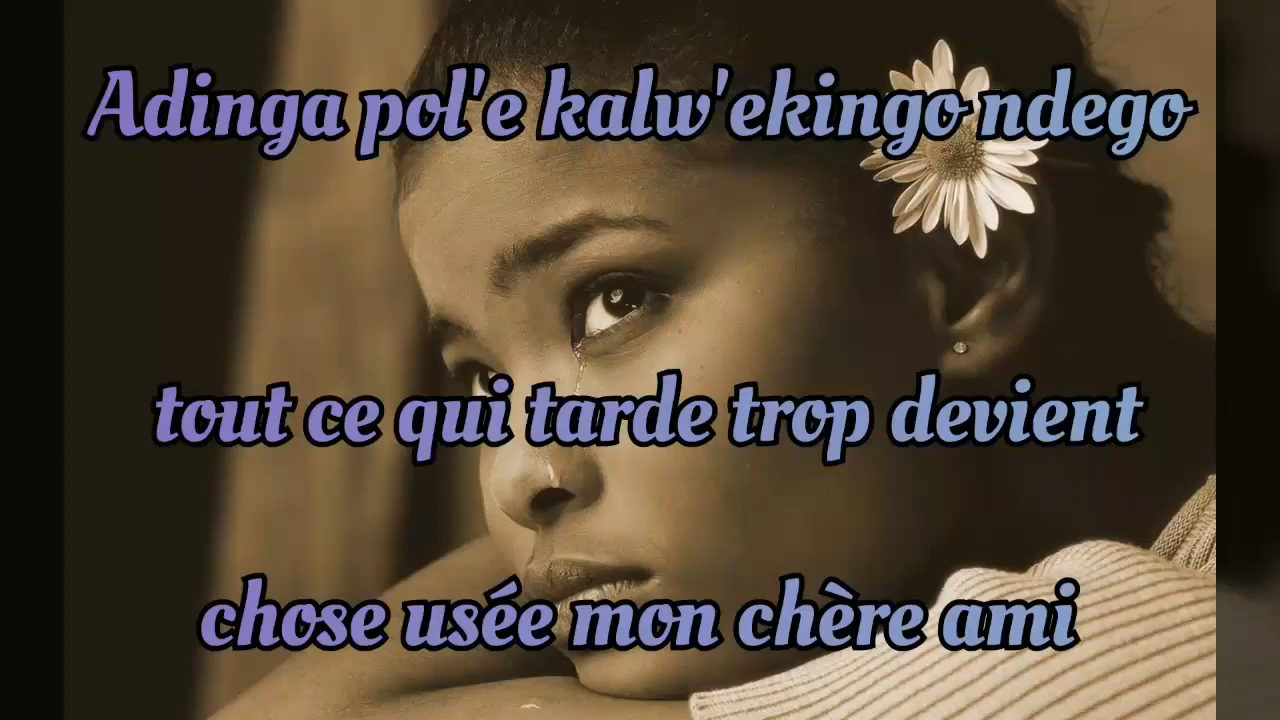 Adinga pol'e kalw'ekingo ndego
tout ce qui tarde trop devient
chose usée mon chère ami